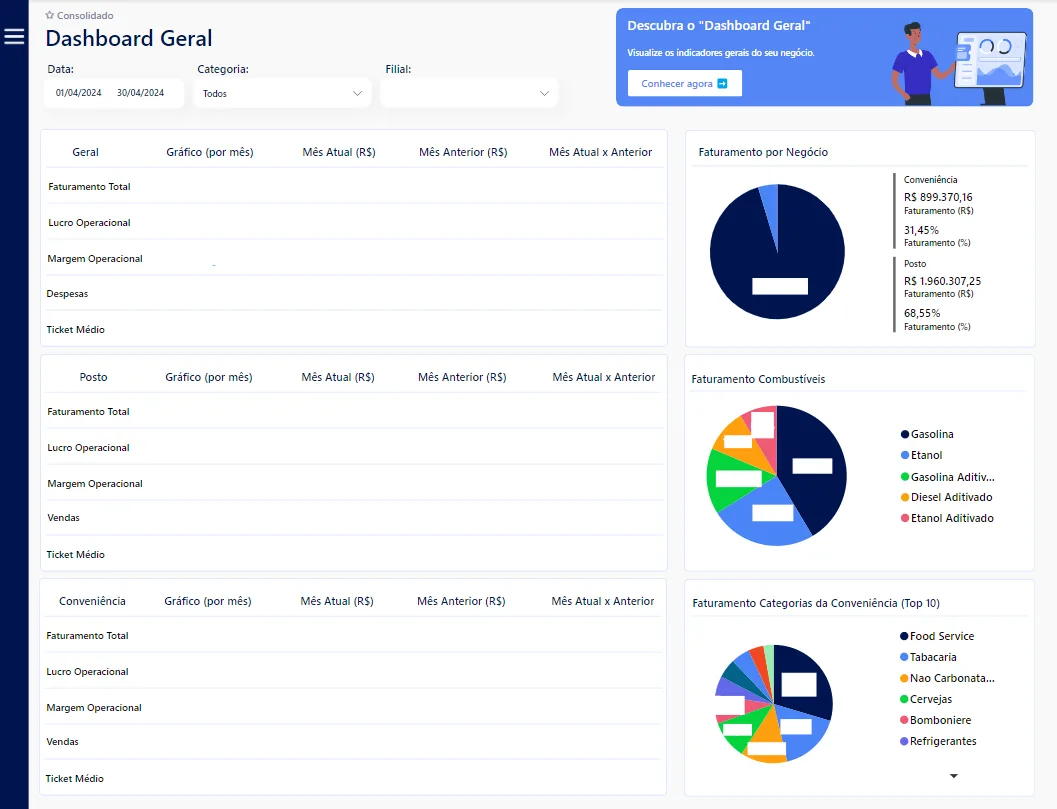 Consolidado
Dashboard Geral
Data:
Categoria:
Filial:
01/04/2024 30/04/2024
Todos
Descubra o "Dashboard Geral"
Visualize os indicadores gerais do seu negócio.
Conhecer agora
Geral Gráfico (por mês) Mês Atual (R$) Mês Anterior (R$) Mês Atual x Anterior
Faturamento Total
Lucro Operacional
Margem Operacional
Despesas
Ticket Médio
Faturamento por Negócio
Conveniência
R$ 899.370,16
Faturamento (R$)
31,45%
Faturamento (%)
Posto
R$ 1.960.307,25
Faturamento (R$)
68,55%
Faturamento (%)
Posto Gráfico (por mês) Mês Atual (R$) Mês Anterior (R$) Mês Atual x Anterior
Faturamento Total
Lucro Operacional
Margem Operacional
Vendas
Ticket Médio
Faturamento Combustíveis
Gasolina
Etanol
Gasolina Aditiv...
Diesel Aditivado
Etanol Aditivado
Conveniência Gráfico (por mês) Mês Atual (R$) Mês Anterior (R$) Mês Atual x Anterior
Faturamento Total
Lucro Operacional
Margem Operacional
Vendas
Ticket Médio
Faturamento Categorias da Conveniência (Top 10)
Food Service
Tabacaria
Nao Carbonata...
Cervejas
Bomboniere
Refrigerantes